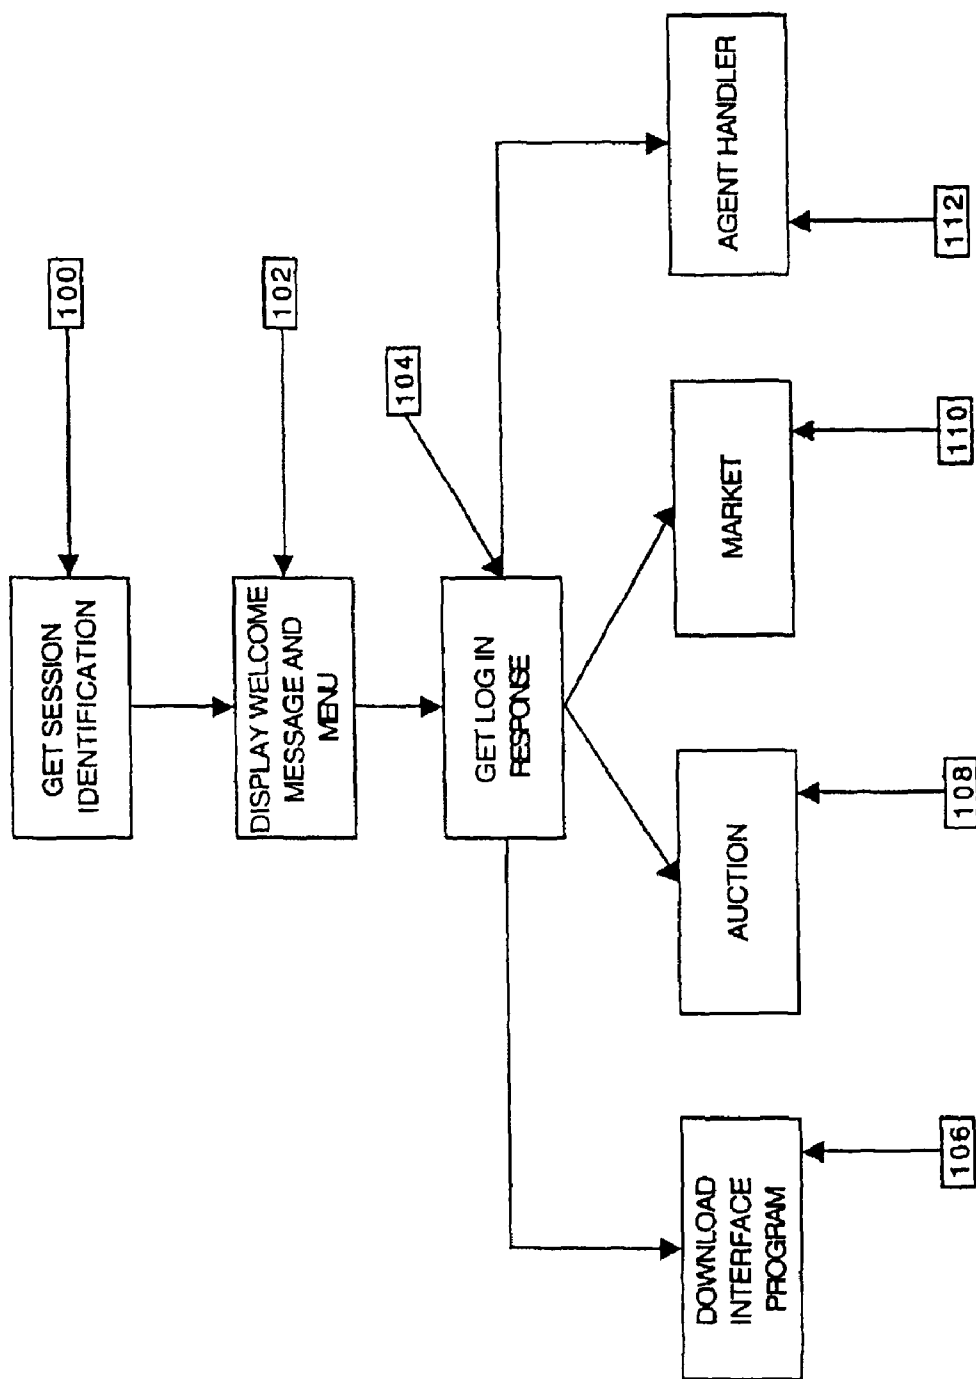 GET SESSION
IDENTIFICATION
100
DISPLAY WELCOME
MESSAGE AND
MENU
102
GET LOG IN
RESPONSE
104
DOWNLOAD
INTERFACE
PROGRAM
106
AUCTION
108
MARKET
110
AGENT HANDLER
112